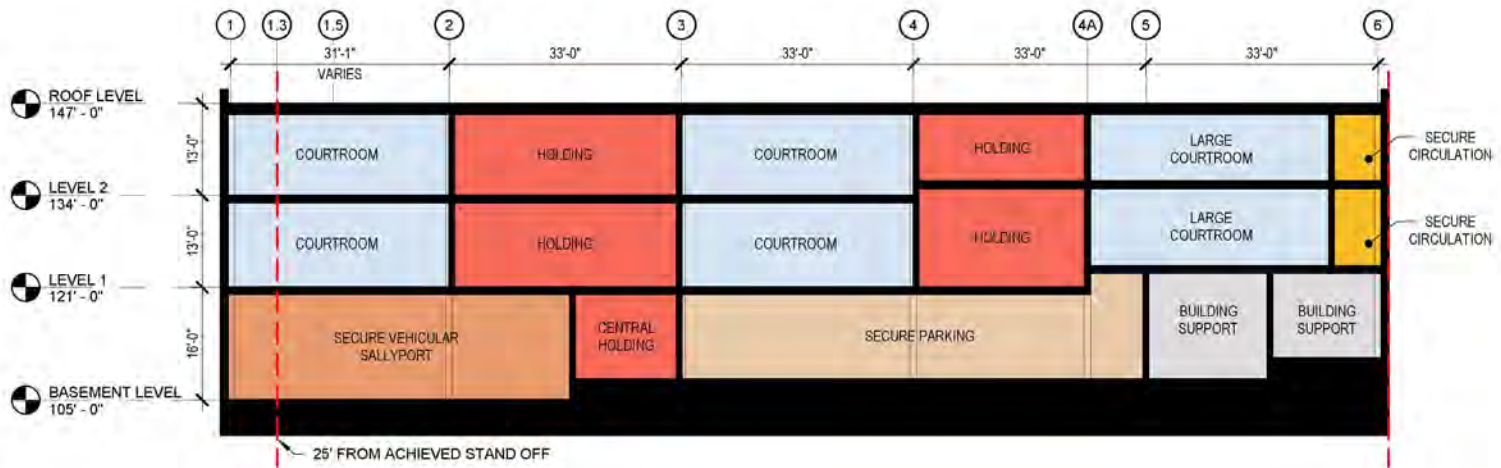 1 1.3 1.5 2 3 4 4A 5 6
31'-1" 33'-0" 33'-0" 33'-0" 33'-0"
VARIES
ROOF LEVEL
147' - 0"
13'-0"
COURTROOM HOLDING COURTROOM HOLDING LARGE
COURTROOM
SECURE
CIRCULATION
LEVEL 2
134' - 0"
13'-0"
COURTROOM HOLDING COURTROOM HOLDING LARGE
COURTROOM
SECURE
CIRCULATION
LEVEL 1
121' - 0"
16'-0"
SECURE VEHICULAR
SALLYPORT
CENTRAL
HOLDING
SECURE PARKING
BUILDING
SUPPORT
BUILDING
SUPPORT
BASEMENT LEVEL
105' - 0"
25' FROM ACHIEVED STAND OFF